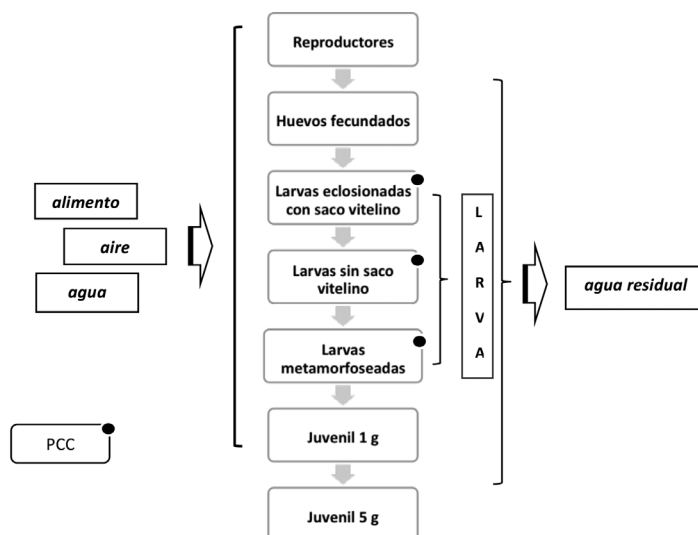 Reproductores
Huevos fecundados
Larvas eclosionadas
con saco vitelino
Larvas sin saco
vitelino
Larvas
metamorfoseadas
Juvenil 1 g
Juvenil 5 g
alimento
aire
agua
PCC
L
A
R
V
A
agua residual